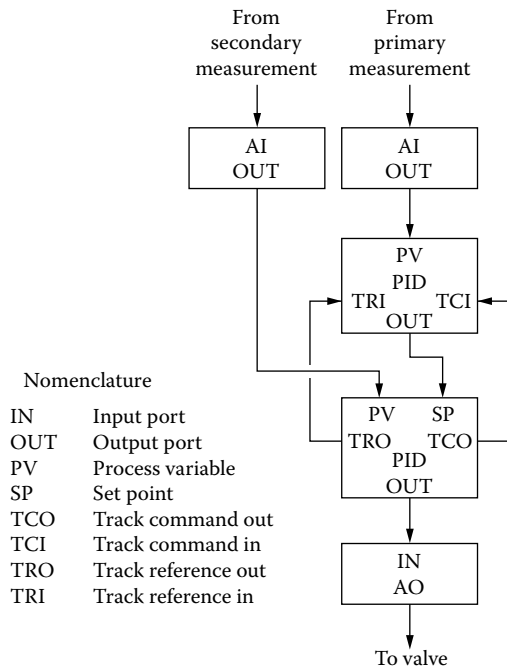 From
secondary
measurement
From
primary
measurement
AI
OUT
AI
OUT
PV
PID
TRI TCI
OUT
PV SP
TRO TCO
PID
OUT
IN
AO
To valve
Nomenclature
IN Input port
OUT Output port
PV Process variable
SP Set point
TCO Track command out
TCI Track command in
TRO Track reference out
TRI Track reference in